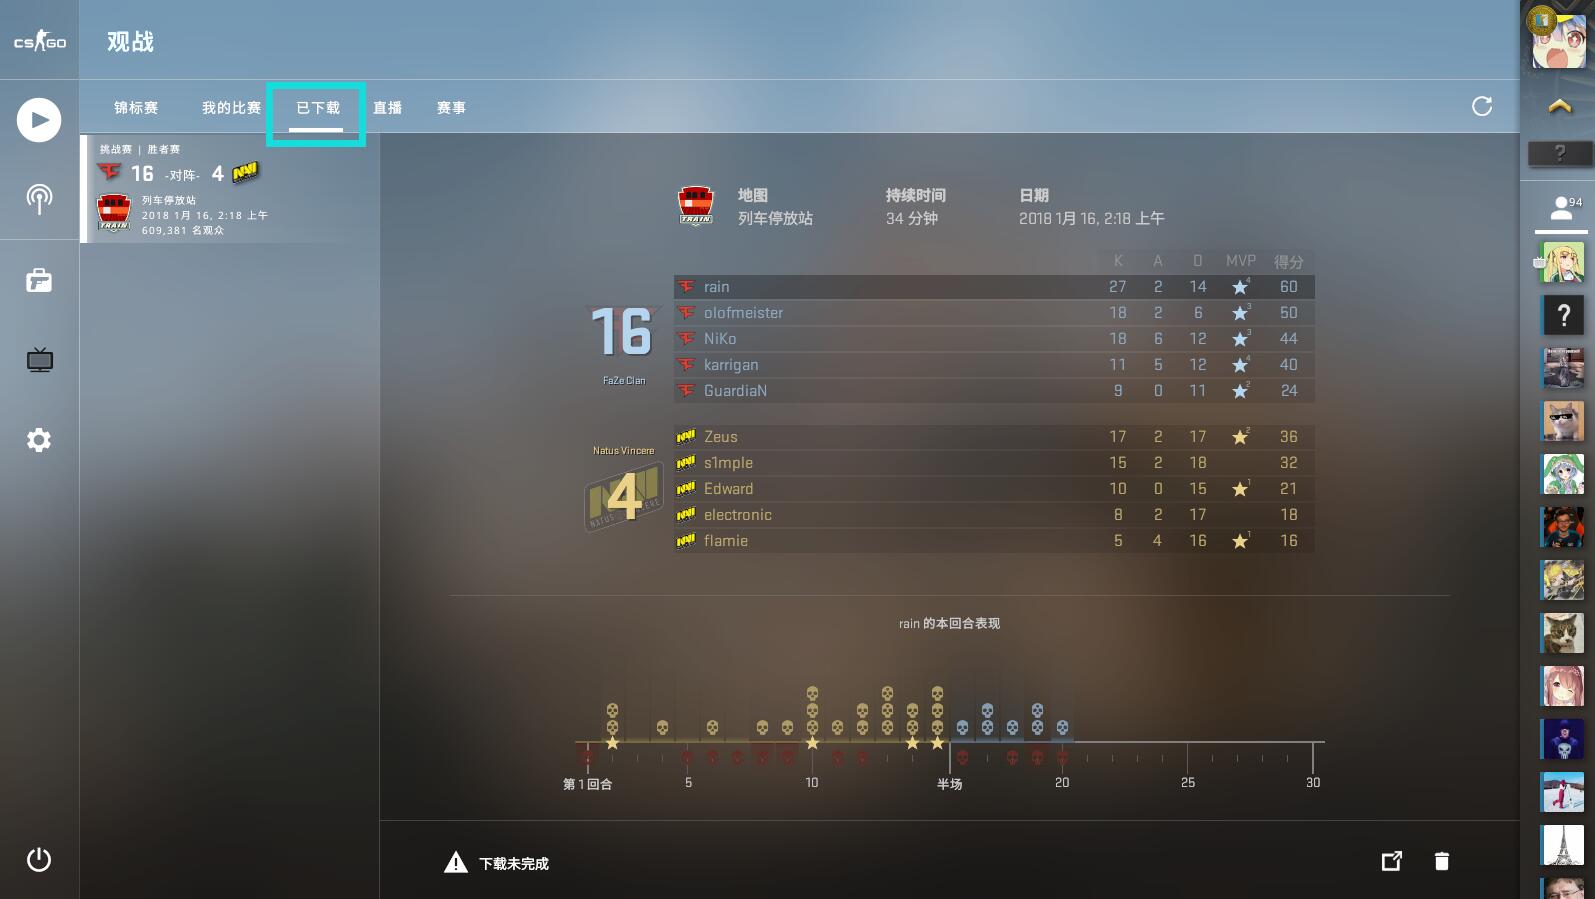 CS GO
观战
锦标赛
我的比赛
已下载
直播
赛事
?
94
挑战赛 | 胜者赛
16 -对阵- 4
列车停放站
2018 1月 16, 2:18 上午
609,381 名观众
TRAIN
TRAIN
地图
列车停放站
持续时间
34 分钟
日期
2018 1月 16, 2:18 上午
K A D MVP 得分
16
FaZe Clan
rain 27 2 14 4 60
olofmeister 18 2 6 3 50
NiKo 18 6 12 3 44
karrigan 11 5 12 4 40
GuardiaN 9 0 11 2 24
Natus Vincere
4
Zeus 17 2 17 2 36
s1mple 15 2 18 32
Edward 10 0 15 1 21
electronic 8 2 17 18
flamie 5 4 16 1 16
rain 的本回合表现
第 1 回合 5 10 半场 20 25 30
下载未完成
?